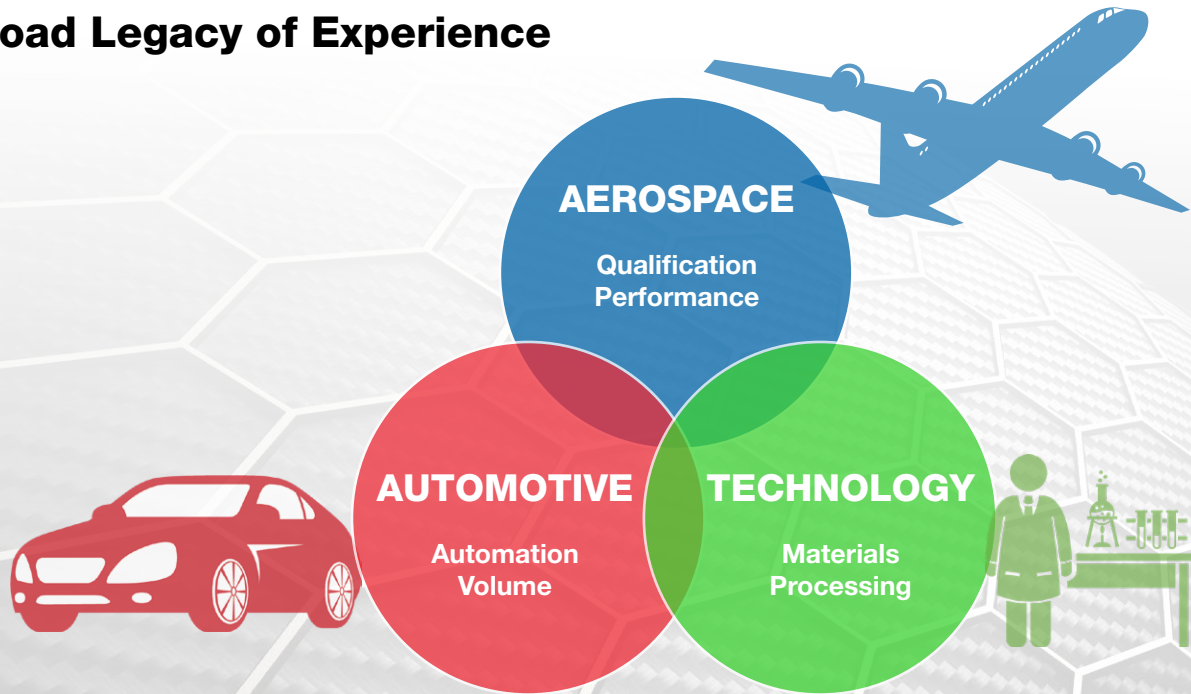 oad Legacy of Experience
AEROSPACE
Qualification
Performance
AUTOMOTIVE
Automation
Volume
TECHNOLOGY
Materials
Processing